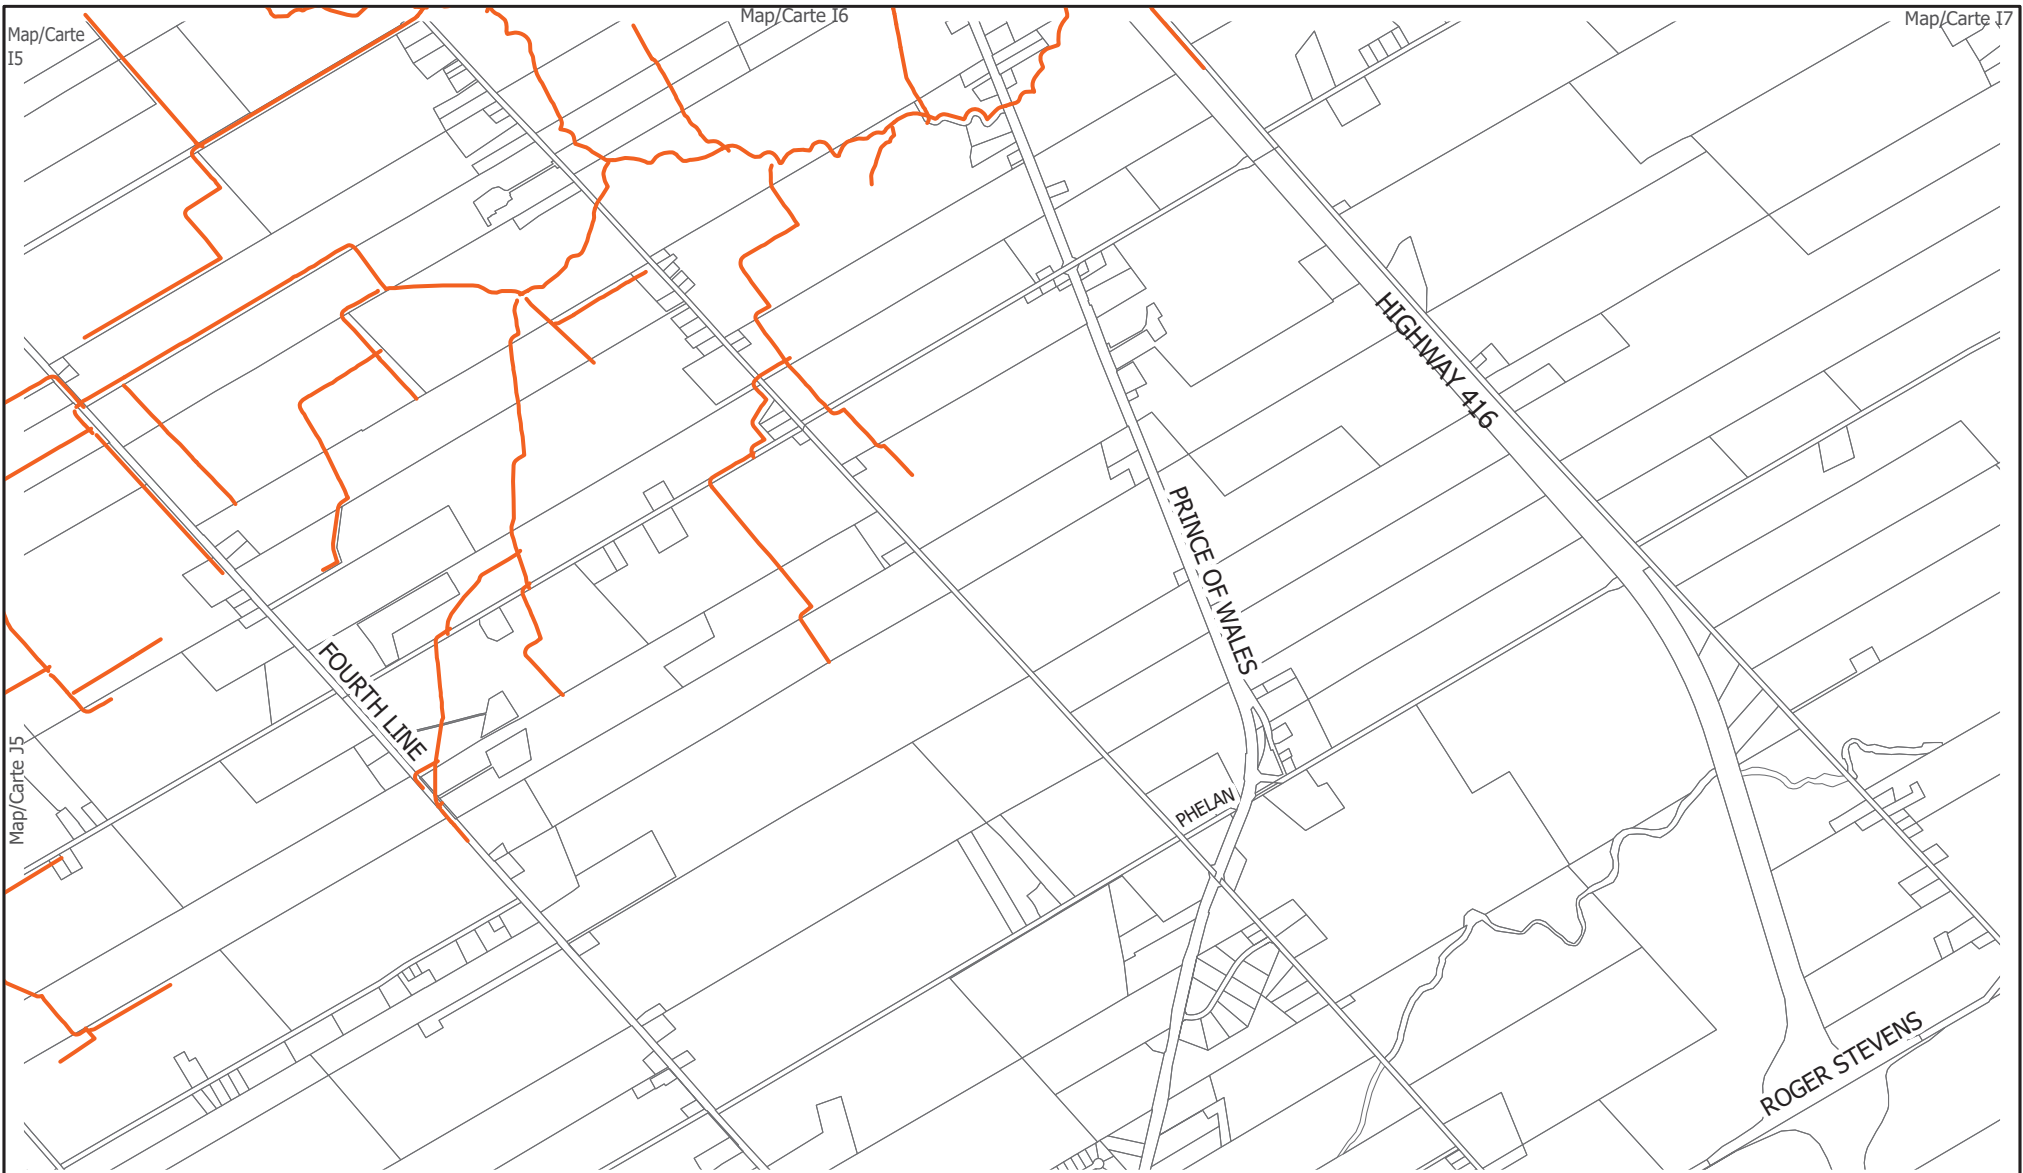 Map/Carte
I5
Map/Carte I6
Map/Carte I7
HIGHWAY 416
PRINCE OF WALES
FOURTH LINE
Map/Carte J5
PHELAN
ROGER STEVENS